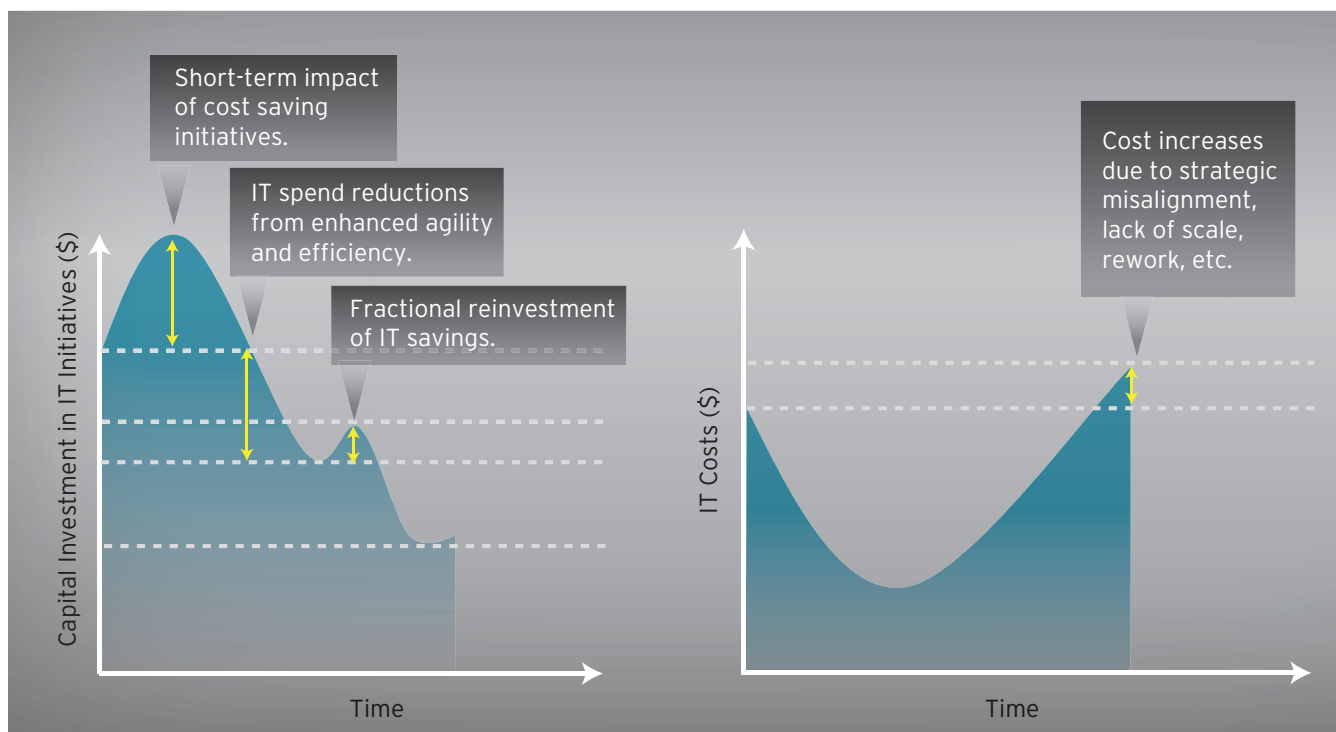 Short-term impact
of cost saving
initiatives.
IT spend reductions
from enhanced agility
and efficiency.
Fractional reinvestment
of IT savings.
Capital Investment in IT Initiatives ($)
Time
Cost increases
due to strategic
misalignment,
lack of scale,
rework, etc.
IT Costs ($)
Time